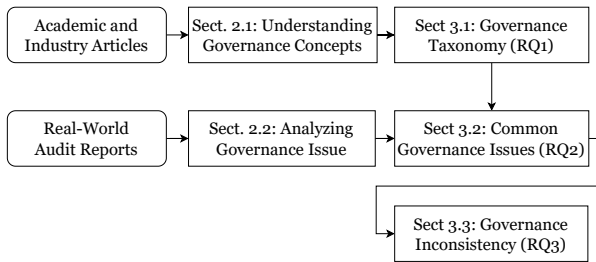 Academic and
Industry Articles
Sect. 2.1: Understanding
Governance Concepts
Sect 3.1: Governance
Taxonomy (RQ1)
Real-World
Audit Reports
Sect. 2.2: Analyzing
Governance Issue
Sect 3.2: Common
Governance Issues (RQ2)
Sect 3.3: Governance
Inconsistency (RQ3)